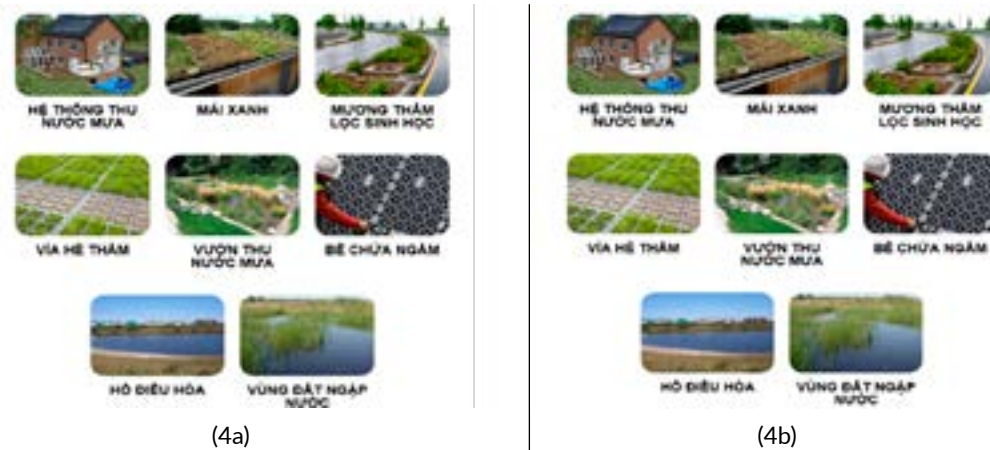 HỆ THỐNG THU
NƯỚC MƯA
MÁI XANH
MƯƠNG THẤM
LỌC SINH HỌC
VỈA HÈ THẤM
VƯỜN THU
NƯỚC MƯA
BỂ CHỨA NGẦM
HỒ ĐIỀU HÒA
VÙNG ĐẤT NGẬP
NƯỚC
(4a)
HỆ THỐNG THU
NƯỚC MƯA
MÁI XANH
MƯƠNG THẤM
LỌC SINH HỌC
VỈA HÈ THẤM
VƯỜN THU
NƯỚC MƯA
BỂ CHỨA NGẦM
HỒ ĐIỀU HÒA
VÙNG ĐẤT NGẬP
NƯỚC
(4b)